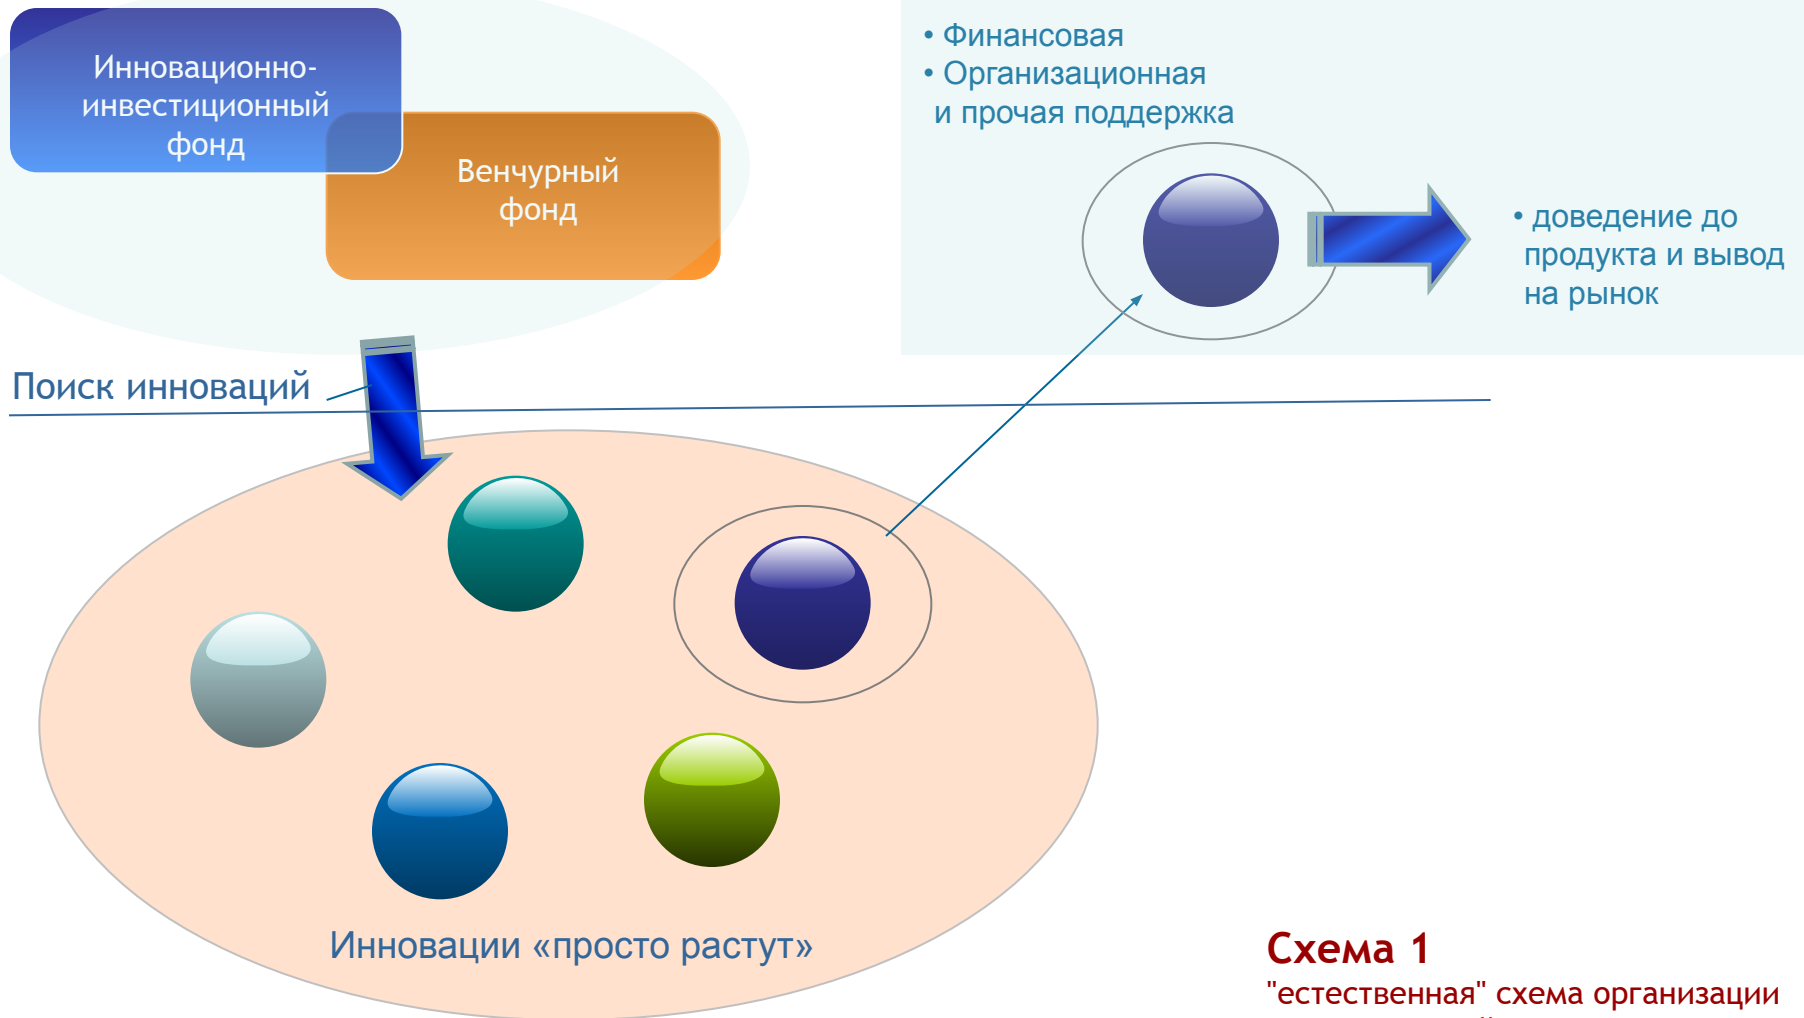 Инновационно-
инвестиционный
фонд
Венчурный
фонд
• Финансовая
• Организационная
и прочая поддержка
• доведение до
продукта и вывод
на рынок
Поиск инноваций
Инновации «просто растут»
Схема 1
"естественная" схема организации